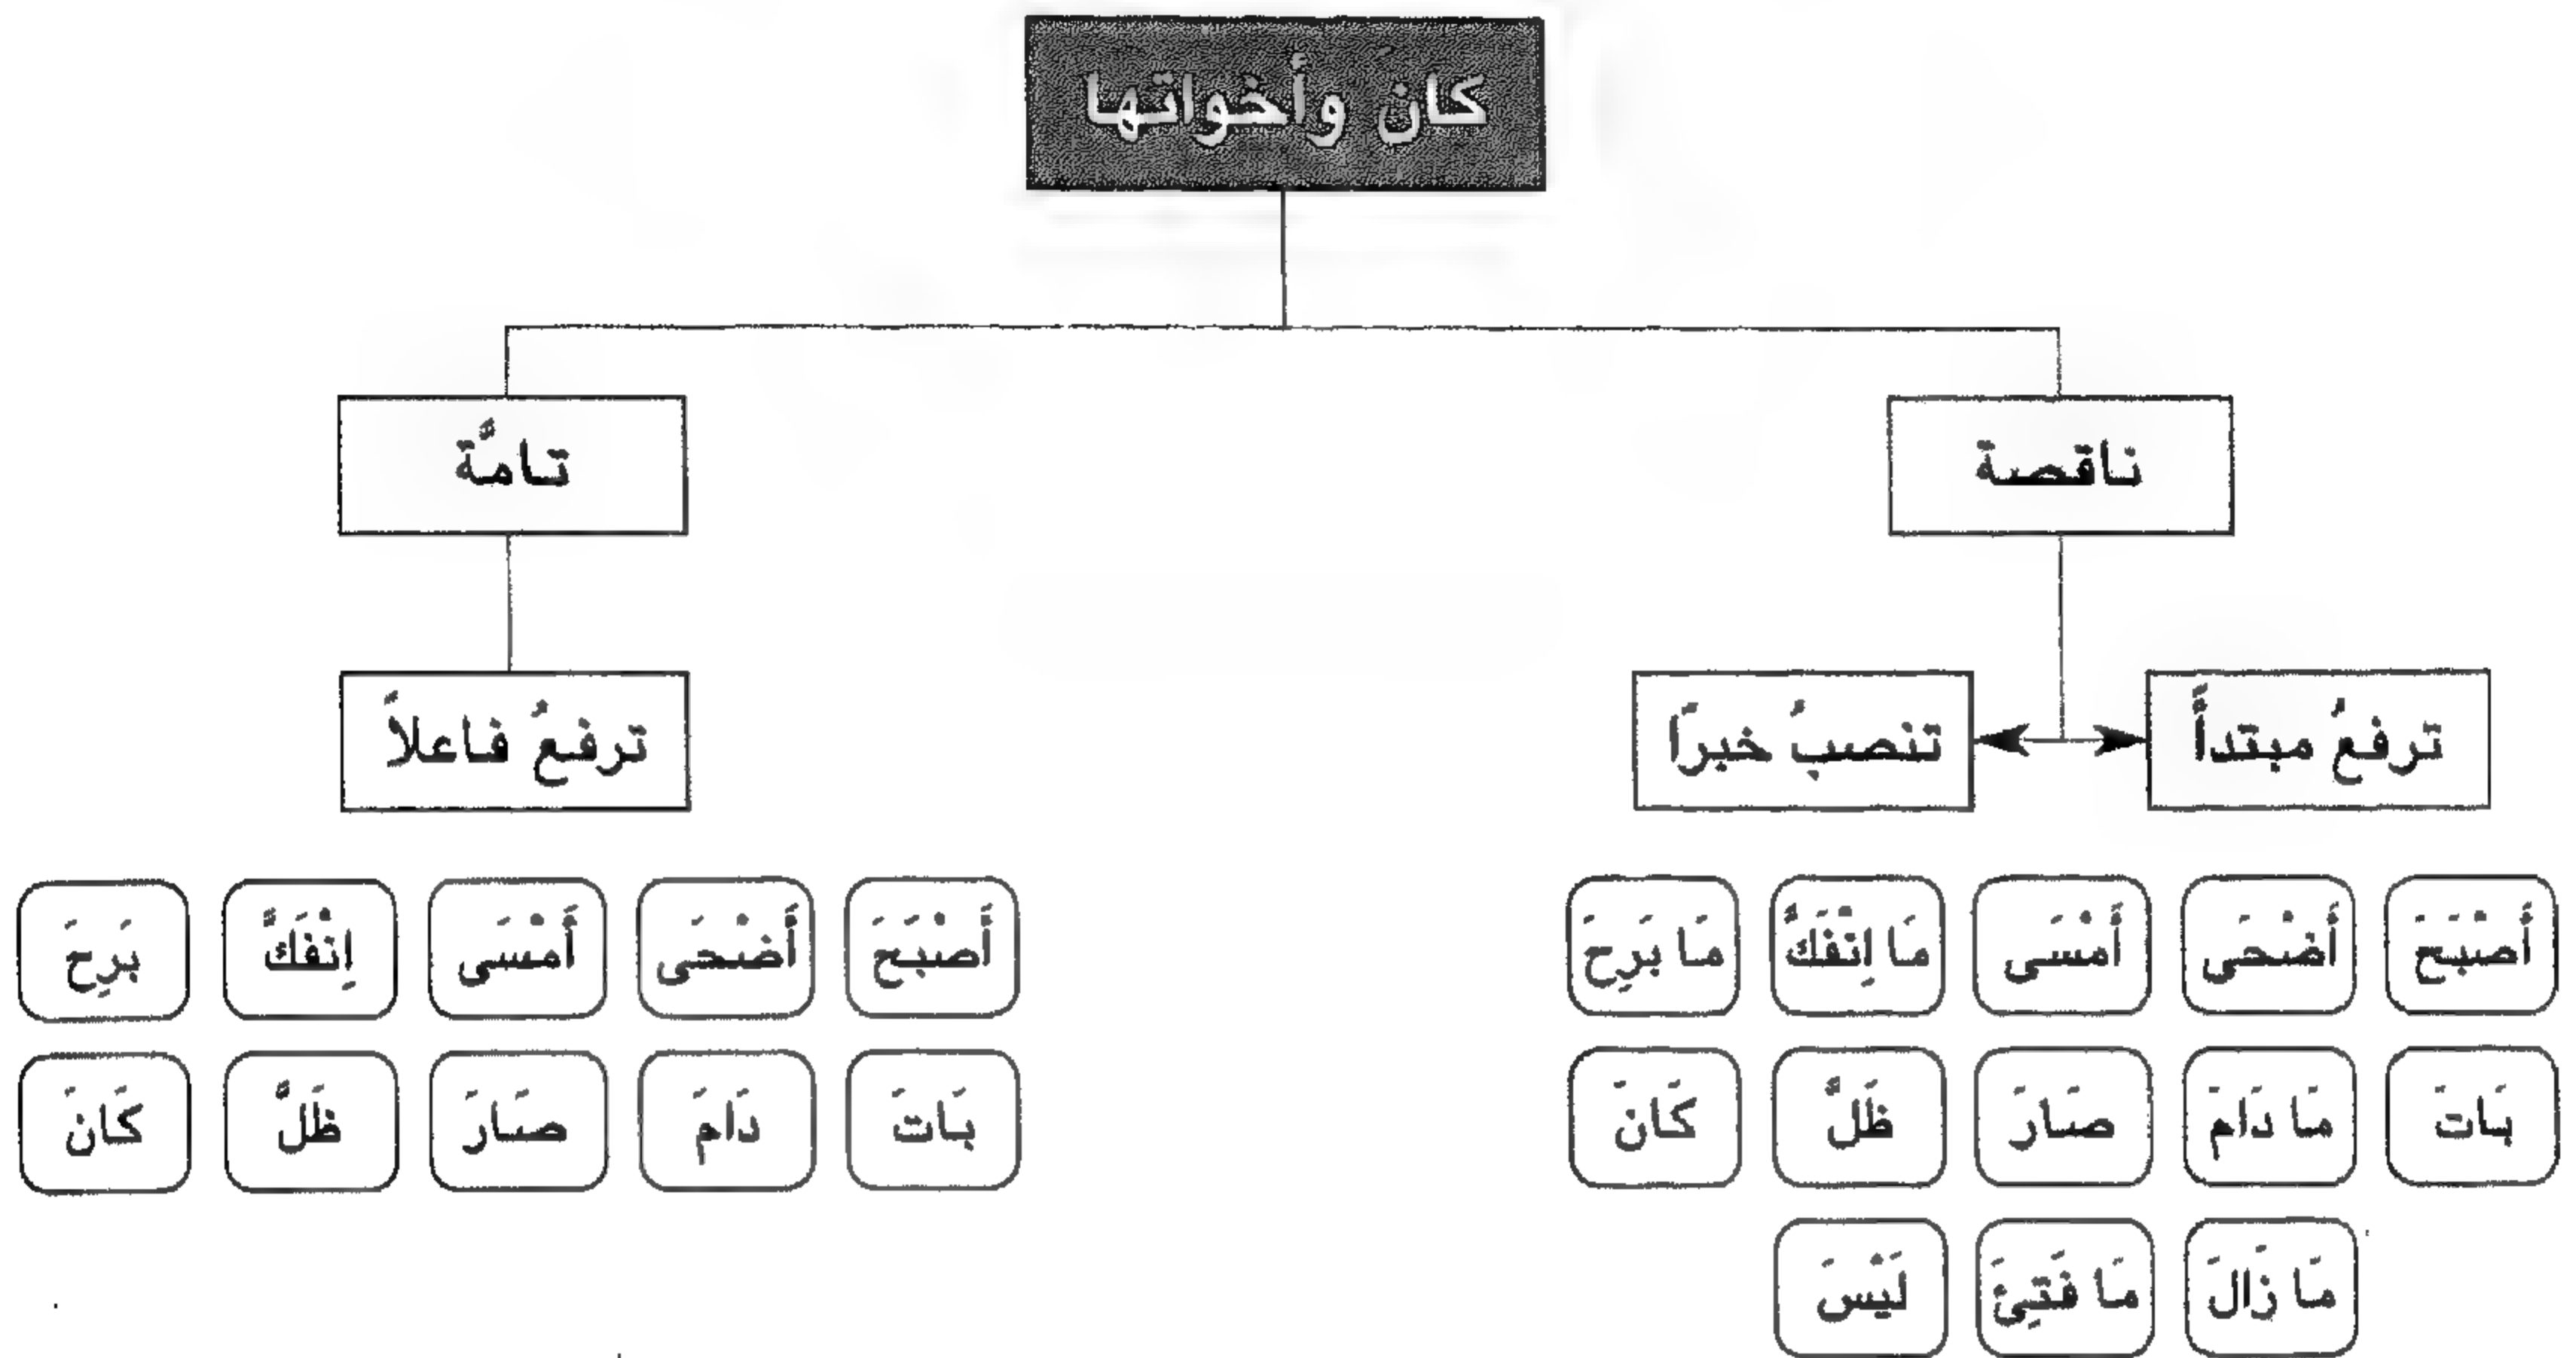 كانَ وأخواتها
ناقصة
تامَّة
ترفعُ مبتدأً
تنصبُ خبرًا
ترفعُ فاعلاً
أَصْبَحَ
أَضْحَى
أَمْسَى
مَا اِنْفَكَّ
مَا بَرِحَ
بَاتَ
مَا دَامَ
صَارَ
ظَلَّ
كَانَ
مَا زَالَ
مَا فَتِئَ
لَيْسَ
أَصْبَحَ
أَضْحَى
أَمْسَى
اِنْفَكَّ
بَرِحَ
بَاتَ
دَامَ
صَارَ
ظَلَّ
كَانَ